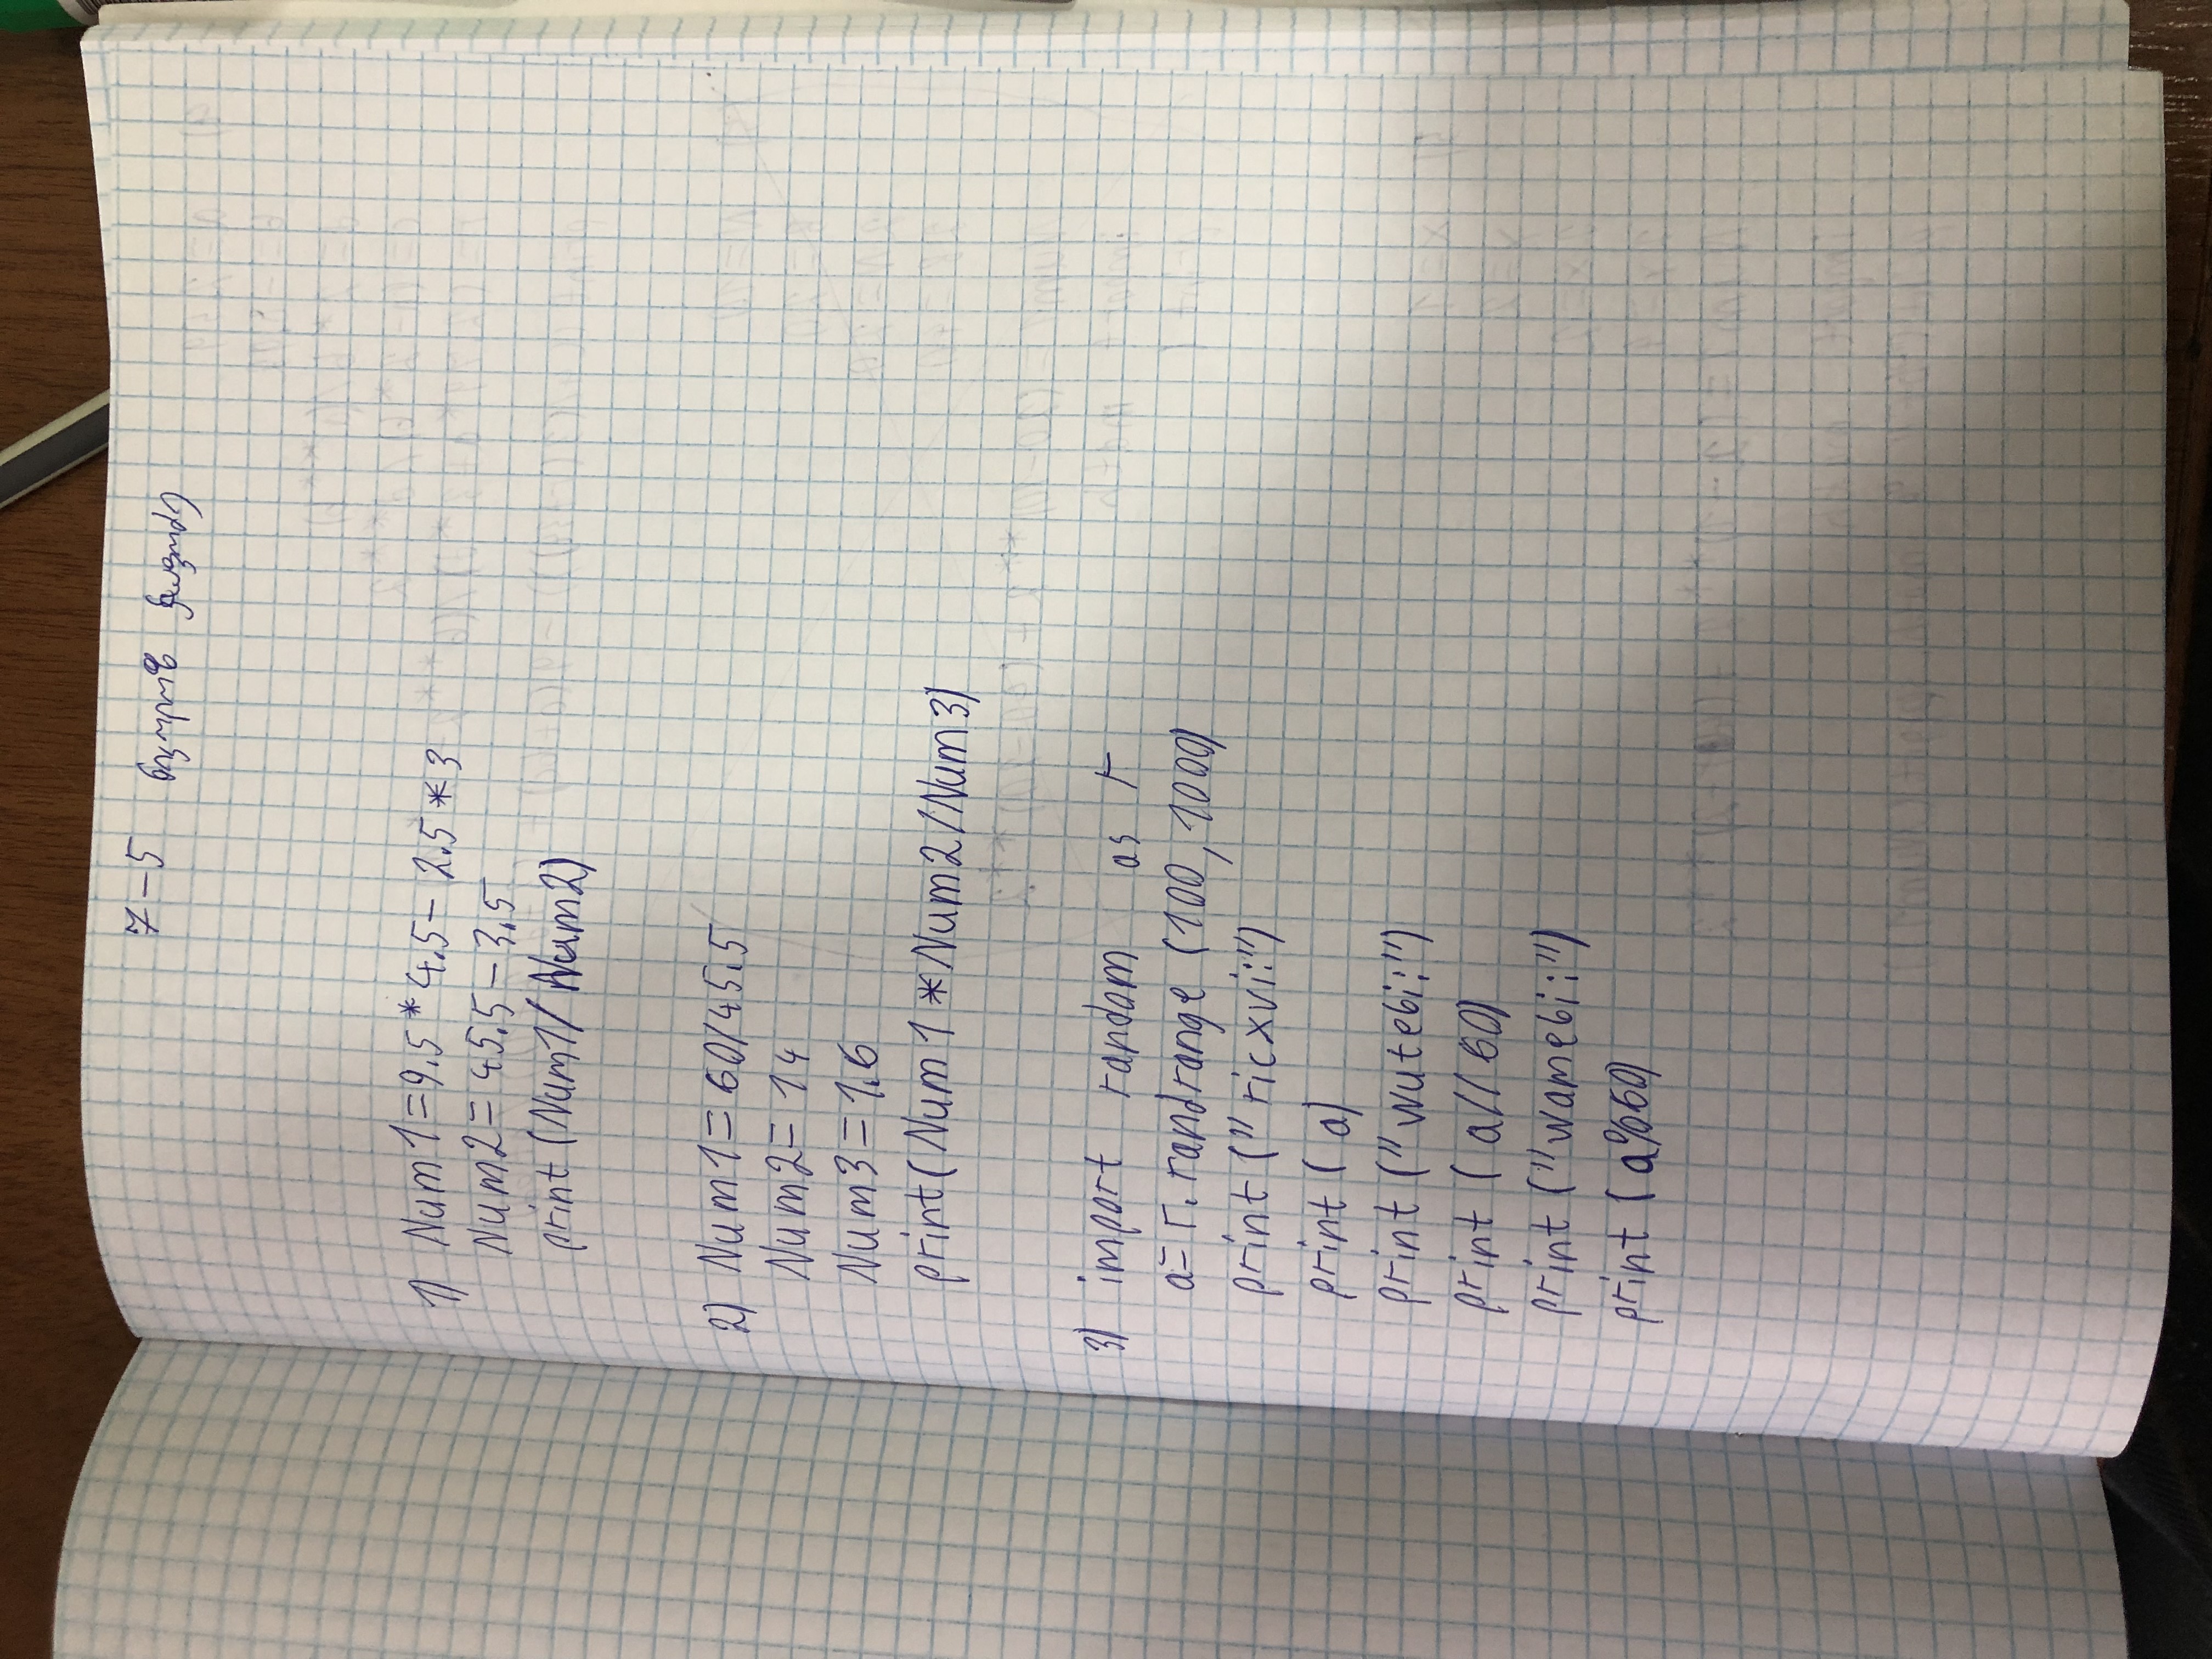 7-5
1) Num1=9.5*4.5-2.5*3
Num2=45.5-3.5
print(Num1/Num2)
2) Num1=60/45.5
Num2=14
Num3=1.6
print(Num1*Num2/Num3)
3) import random as r
a=r.randrange(100,1000)
print("ricxvi:")
print(a)
print("wutebi:")
print(a//60)
print("wamebi:")
print(a%60)